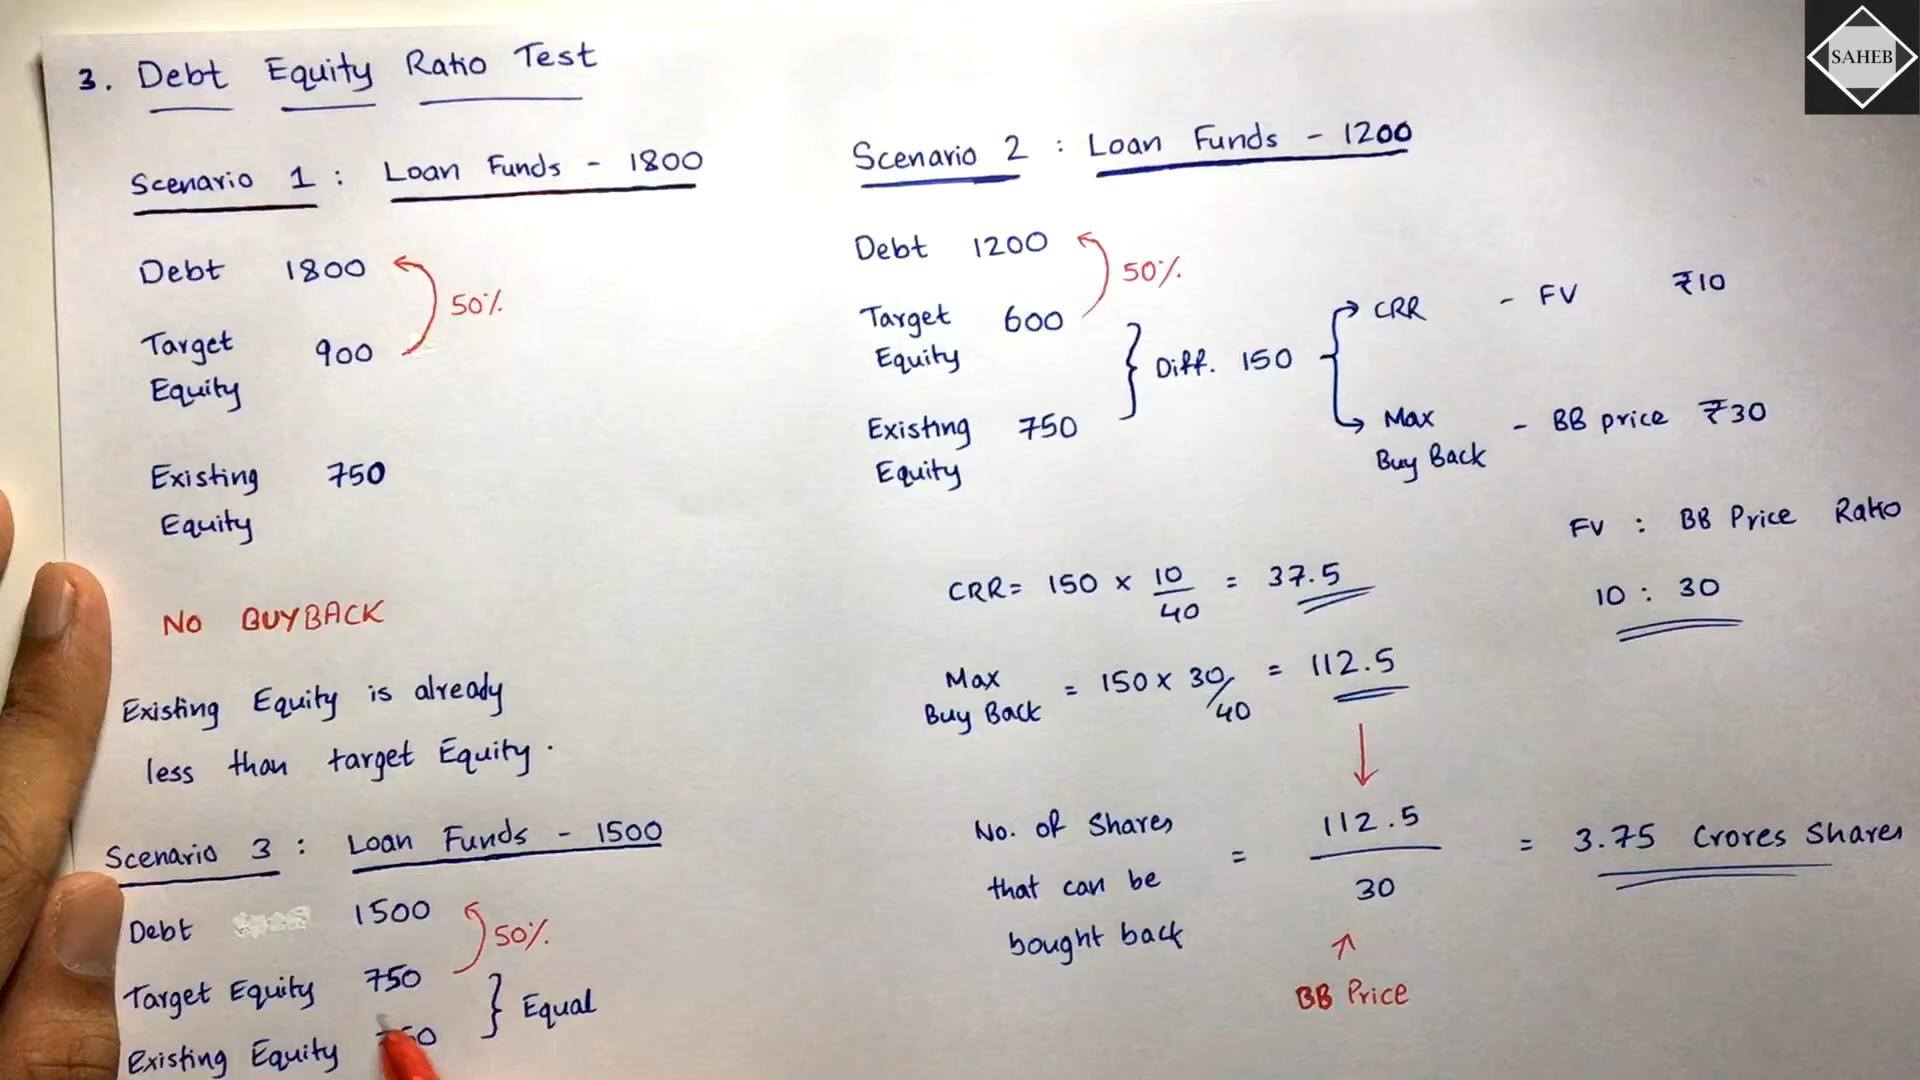 SAHEB
3. Debt Equity Ratio Test
Scenario 1 : Loan Funds - 1800
Debt 1800
50%
Target 900
Equity
Existing 750
Equity
NO BUYBACK
Existing Equity is already
less than target Equity.
Scenario 3 : Loan Funds - 1500
Debt 1500
50%
Target Equity 750
Equal
Existing Equity
Scenario 2 : Loan Funds - 1200
Debt 1200
50%
Target 600
Equity
Diff. 150
Existing 750
Equity
CRR - FV ₹10
Max - BB price ₹30
Buy Back
FV : BB Price Ratio
10 : 30
CRR = 150 × 10/40 = 37.5
Max
Buy Back = 150 × 30/40 = 112.5
No. of Shares
that can be
bought back
= 112.5/30 = 3.75 Crores Shares
BB Price